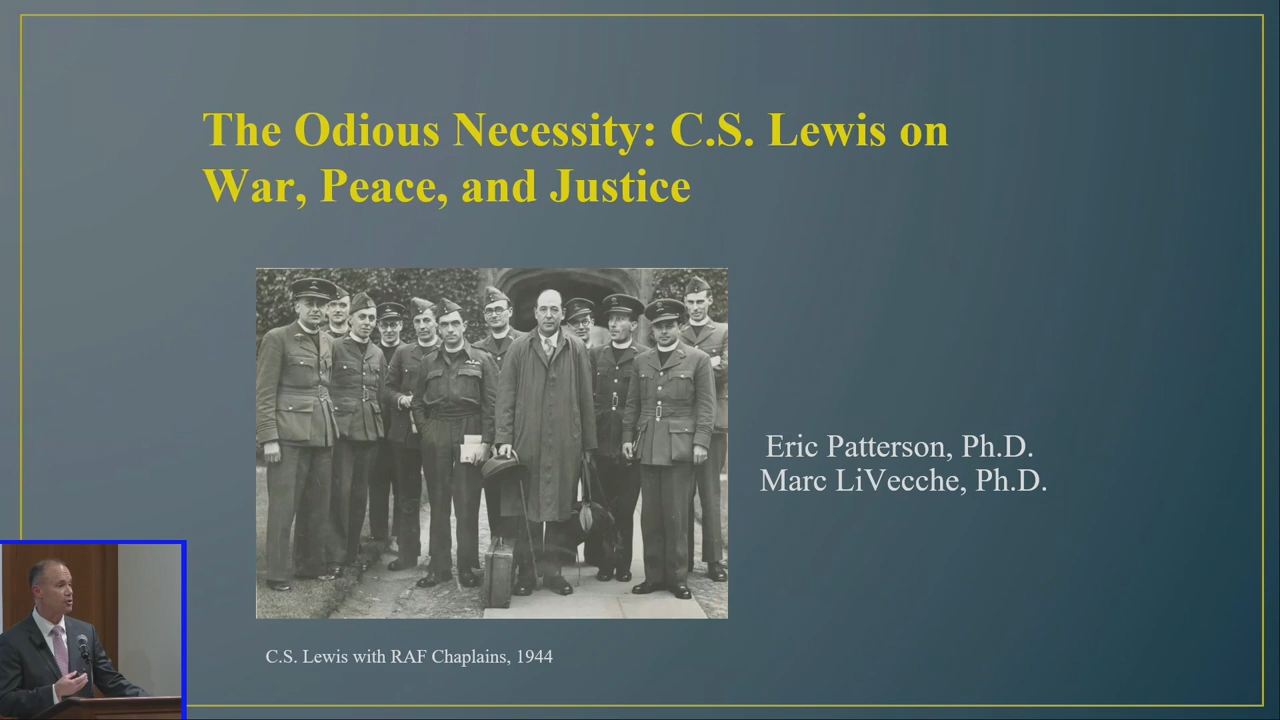 The Odious Necessity: C.S. Lewis on
War, Peace, and Justice
Eric Patterson, Ph.D.
Marc LiVecche, Ph.D.
C.S. Lewis with RAF Chaplains, 1944